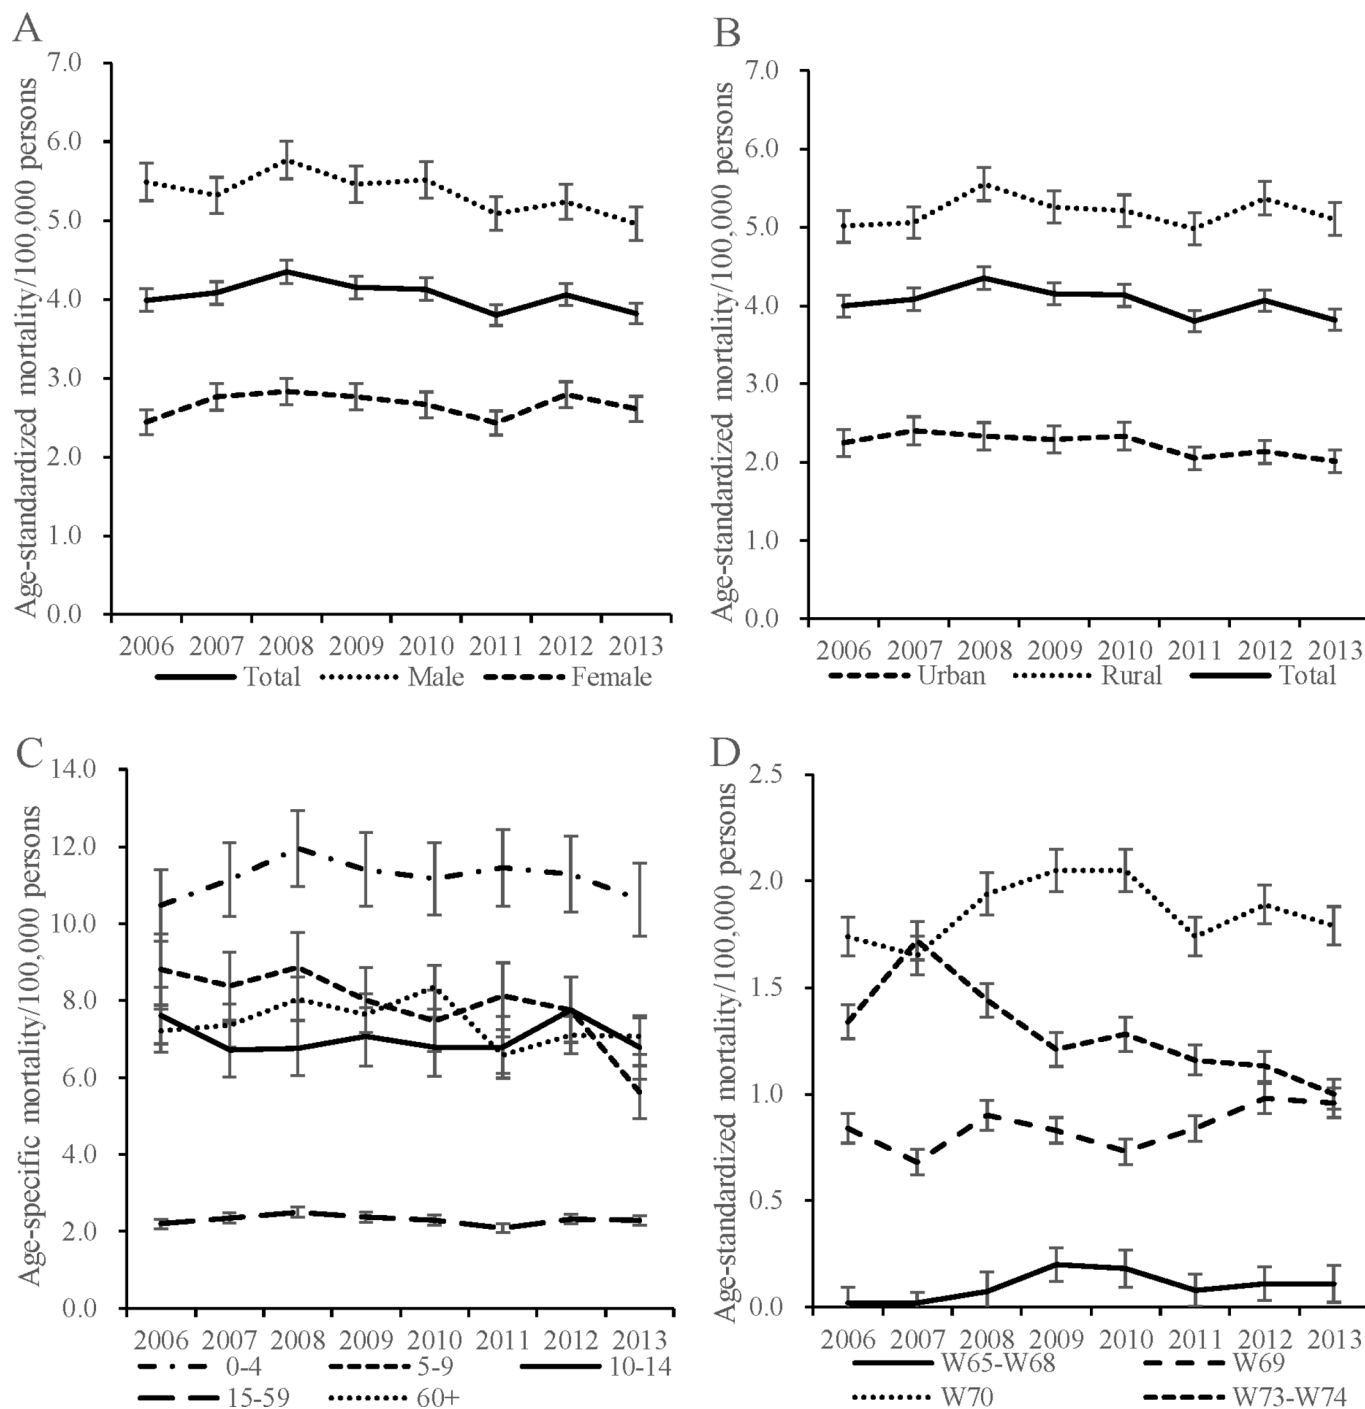 A
Age-standardized mortality/100,000 persons
7.0
6.0
5.0
4.0
3.0
2.0
1.0
0.0
2006 2007 2008 2009 2010 2011 2012 2013
Total Male Female
B
Age-standardized mortality/100,000 persons
7.0
6.0
5.0
4.0
3.0
2.0
1.0
0.0
2006 2007 2008 2009 2010 2011 2012 2013
Urban Rural Total
C
Age-specific mortality/100,000 persons
14.0
12.0
10.0
8.0
6.0
4.0
2.0
0.0
2006 2007 2008 2009 2010 2011 2012 2013
0-4 5-9 10-14
15-59 60+
D
Age-standardized mortality/100,000 persons
2.5
2.0
1.5
1.0
0.5
0.0
2006 2007 2008 2009 2010 2011 2012 2013
W65-W68 W69
W70 W73-W74